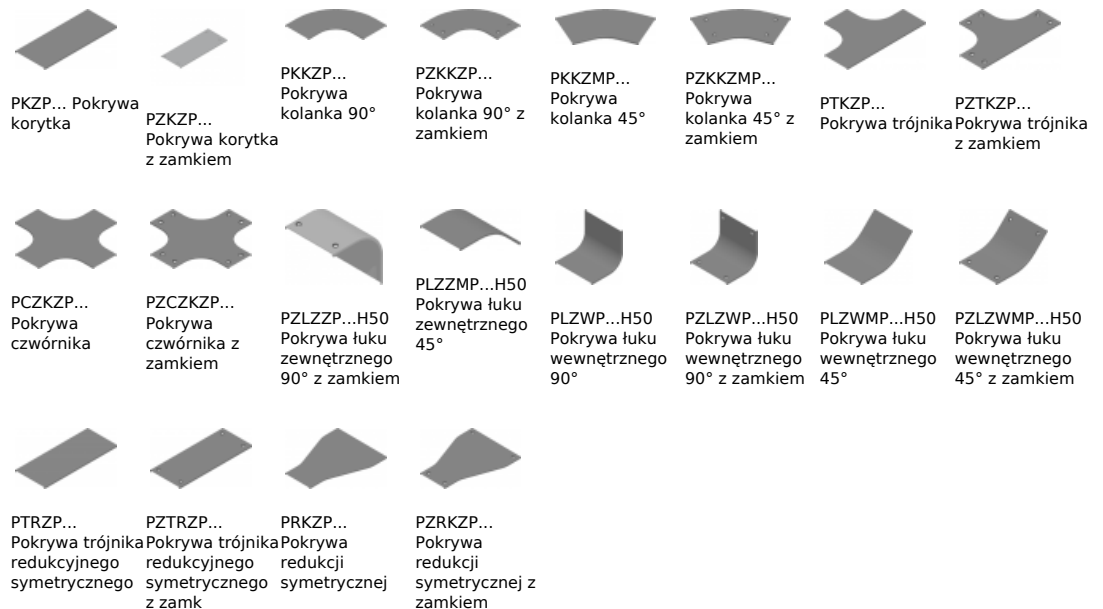 PKZP... Pokrywa
korytka
PZKZP...
Pokrywa korytka
z zamkiem
PKKZP...
Pokrywa
kolanka 90°
PZKKZP...
Pokrywa
kolanka 90° z
zamkiem
PKKZMP...
Pokrywa
kolanka 45°
PZKKZMP...
Pokrywa
kolanka 45° z
zamkiem
PTKZP...
Pokrywa trójnika
PZTKZP...
Pokrywa trójnika
z zamkiem
PCZKZP...
Pokrywa
czwórnika
PZCZKZP...
Pokrywa
czwórnika z
zamkiem
PZLZZP...H50
Pokrywa łuku
zewnętrznego
90° z zamkiem
PLZZMP...H50
Pokrywa łuku
zewnętrznego
45°
PLZWP...H50
Pokrywa łuku
wewnętrznego
90°
PZLZWP...H50
Pokrywa łuku
wewnętrznego
90° z zamkiem
PLZWMP...H50
Pokrywa łuku
wewnętrznego
45°
PZLZWMP...H50
Pokrywa łuku
wewnętrznego
45° z zamkiem
PTRZP...
Pokrywa trójnika
redukcyjnego
symetrycznego
PZTRZP...
Pokrywa trójnika
redukcyjnego
symetrycznego
z zamk
PRKZP...
Pokrywa
redukcji
symetrycznej
PZRKZP...
Pokrywa
redukcji
symetrycznej z
zamkiem